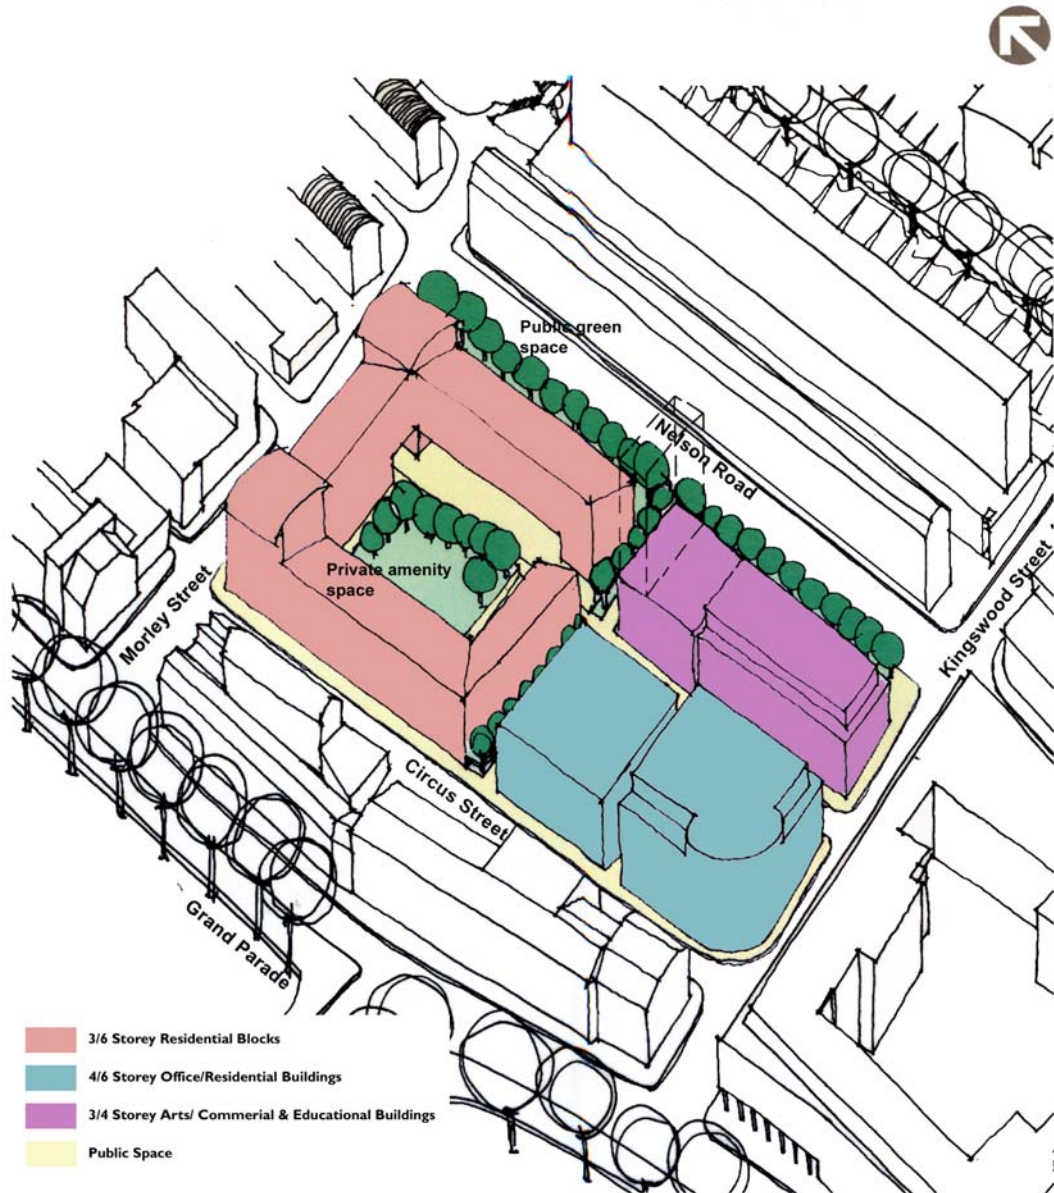 Public green
space
Nelson Road
Kingswood Street
Private amenity
space
Morley Street
Circus Street
Grand Parade
3/6 Storey Residential Blocks
4/6 Storey Office/Residential Buildings
3/4 Storey Arts/ Commerial & Educational Buildings
Public Space